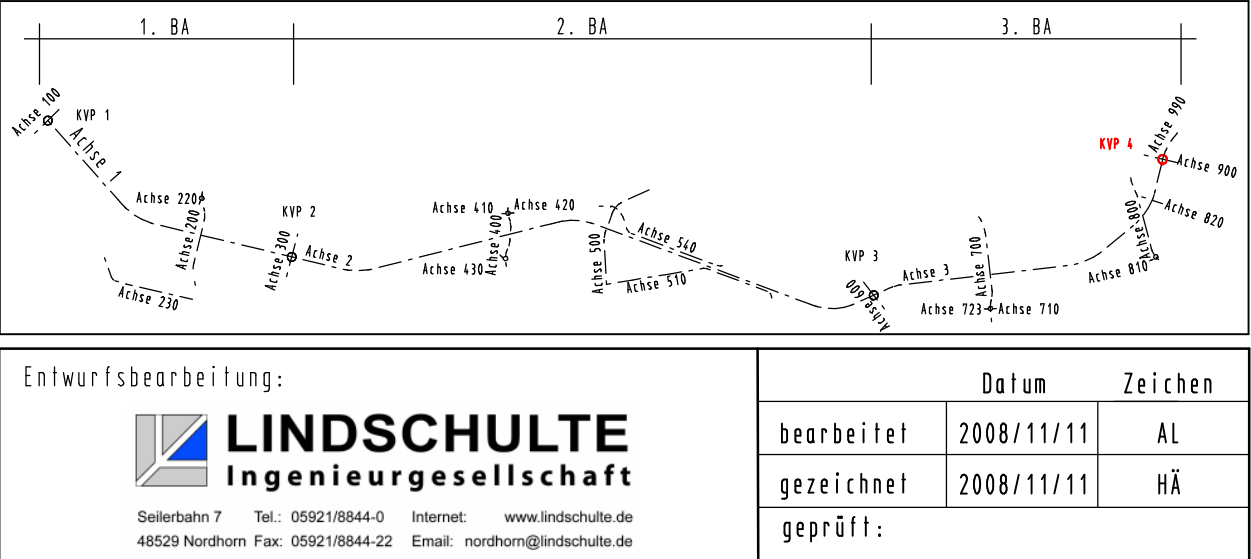 1. BA
2. BA
3. BA
Achse 100
KVP 1
Achse 1
Achse 220
Achse 200
Achse 230
KVP 2
Achse 300
Achse 2
Achse 410
Achse 420
Achse 400
Achse 430
Achse 500
Achse 540
Achse 510
KVP 3
Achse 600
Achse 3
Achse 700
Achse 723
Achse 710
KVP 4
Achse 990
Achse 900
Achse 800
Achse 820
Achse 810
Entwurfsbearbeitung:
LINDSCHULTE
Ingenieurgesellschaft
Seilerbahn 7 Tel.: 05921/8844-0 Internet: www.lindschulte.de
48529 Nordhorn Fax: 05921/8844-22 Email: nordhorn@lindschulte.de
Datum Zeichen
bearbeitet 2008/11/11 AL
gezeichnet 2008/11/11 HÄ
geprüft: